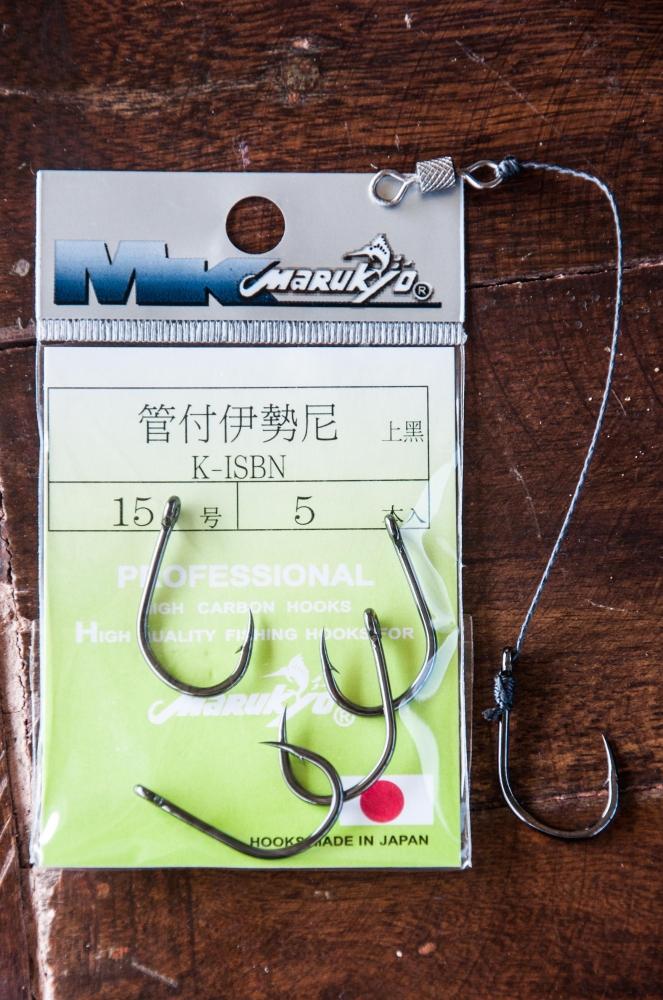 MK MARUKYO®
管付伊勢尼 上黑
K-ISBN
15 号 5 本入
PROFESSIONAL
HIGH CARBON HOOKS
HIGH QUALITY FISHING HOOKS FOR
MARUKYO®
HOOKS MADE IN JAPAN